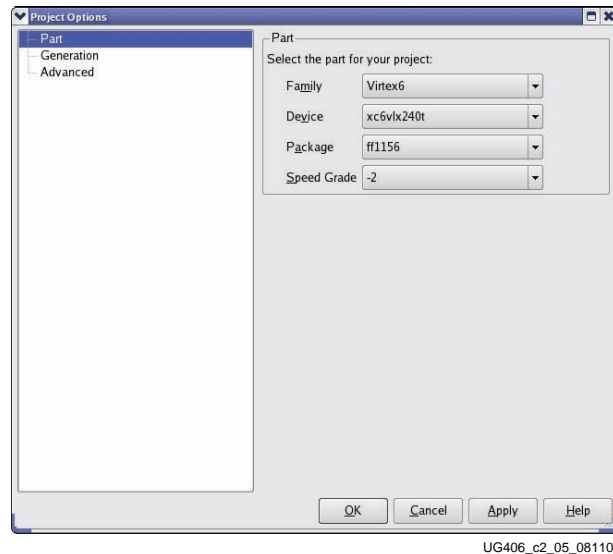 Project Options
Part
Generation
Advanced
Part
Select the part for your project:
Family Virtex6
Device xc6vlx240t
Package ff1156
Speed Grade -2
OK Cancel Apply Help
UG406_c2_05_08110